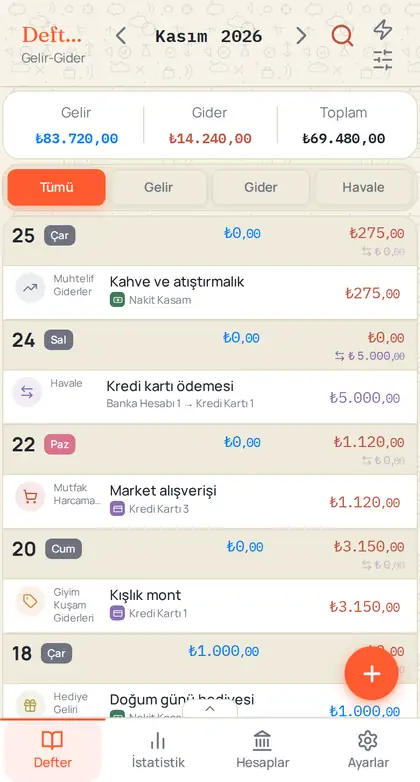 Deft...
Gelir-Gider
Kasım 2026
Gelir
Gider
Toplam
₺83.720,00
₺14.240,00
₺69.480,00
Tümü
Gelir
Gider
Havale
25 Çar ₺0,00 ₺275,00
₺0,00
Muhtelif
Giderler
Kahve ve atıştırmalık
Nakit Kasam
₺275,00
24 Sal ₺0,00 ₺0,00
₺5.000,00
Havale
Kredi kartı ödemesi
Banka Hesabı 1 → Kredi Kartı 1
₺5.000,00
22 Paz ₺0,00 ₺1.120,00
₺0,00
Mutfak
Harcama...
Market alışverişi
Kredi Kartı 3
₺1.120,00
20 Cum ₺0,00 ₺3.150,00
₺0,00
Giyim
Kuşam
Giderleri
Kışlık mont
Kredi Kartı 1
₺3.150,00
18 Çar ₺1.000,00
Hediye
Geliri
Doğum günü hediyesi
₺1.000,00
Defter
İstatistik
Hesaplar
Ayarlar